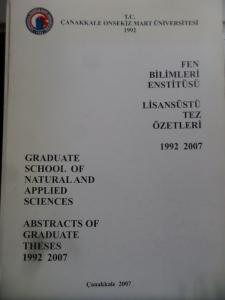 T.C.
ÇANAKKALE ONSEKİZ MART ÜNİVERSİTESİ
1992
FEN
BİLİMLERİ
ENSTİTÜSÜ
LİSANSÜSTÜ
TEZ
ÖZETLERİ
1992 2007
GRADUATE
SCHOOL OF
NATURAL AND
APPLIED
SCIENCES
ABSTRACTS OF
GRADUATE
THESES
1992 2007
Çanakkale 2007